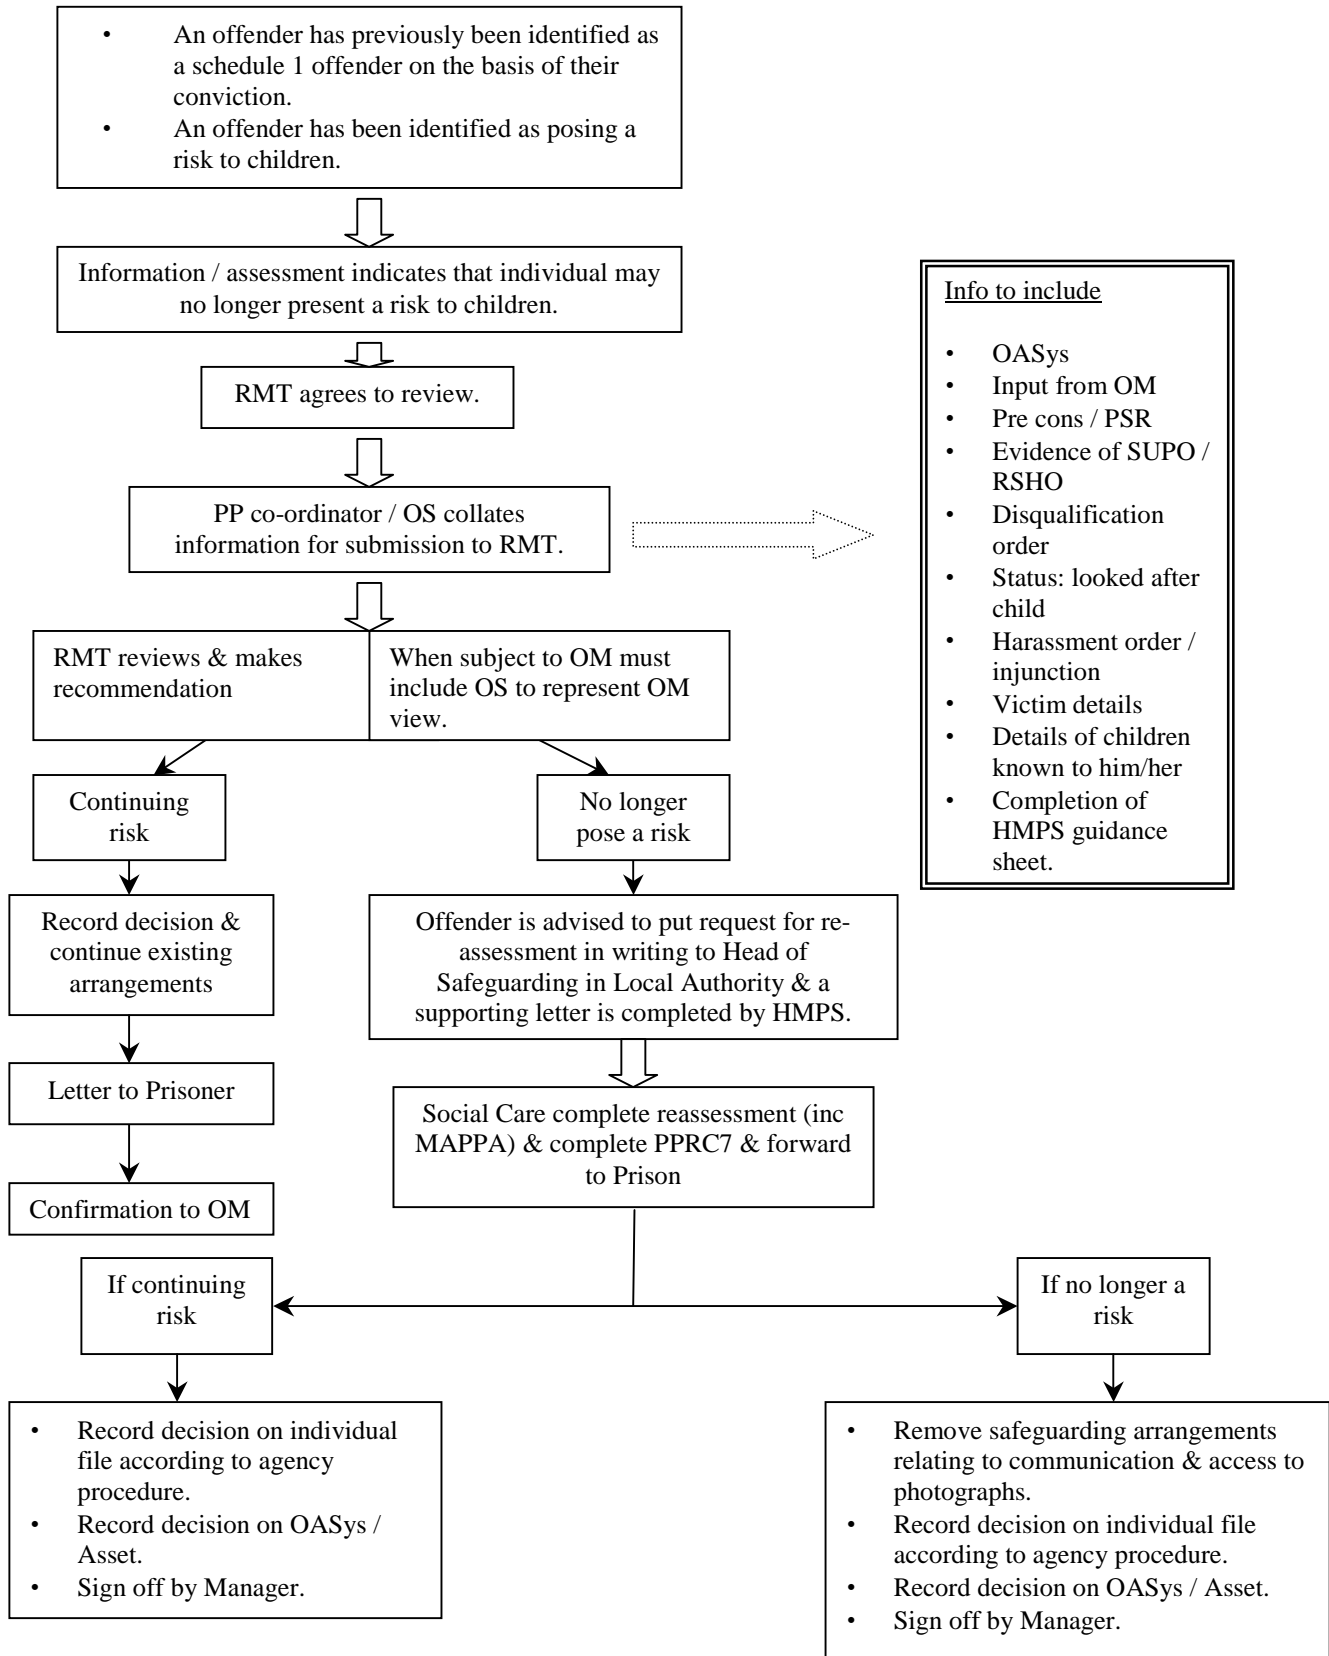 • An offender has previously been identified as
a schedule 1 offender on the basis of their
conviction.
• An offender has been identified as posing a
risk to children.
Information / assessment indicates that individual may
no longer present a risk to children.
RMT agrees to review.
PP co-ordinator / OS collates
information for submission to RMT.
Info to include
• OASys
• Input from OM
• Pre cons / PSR
• Evidence of SUPO /
RSHO
• Disqualification
order
• Status: looked after
child
• Harassment order /
injunction
• Victim details
• Details of children
known to him/her
• Completion of
HMPS guidance
sheet.
RMT reviews & makes
recommendation
When subject to OM must
include OS to represent OM
view.
Continuing
risk
No longer
pose a risk
Record decision &
continue existing
arrangements
Offender is advised to put request for re-
assessment in writing to Head of
Safeguarding in Local Authority & a
supporting letter is completed by HMPS.
Letter to Prisoner
Social Care complete reassessment (inc
MAPPA) & complete PPRC7 & forward
to Prison
Confirmation to OM
If continuing
risk
If no longer a
risk
• Record decision on individual
file according to agency
procedure.
• Record decision on OASys /
Asset.
• Sign off by Manager.
• Remove safeguarding arrangements
relating to communication & access to
photographs.
• Record decision on individual file
according to agency procedure.
• Record decision on OASys / Asset.
• Sign off by Manager.